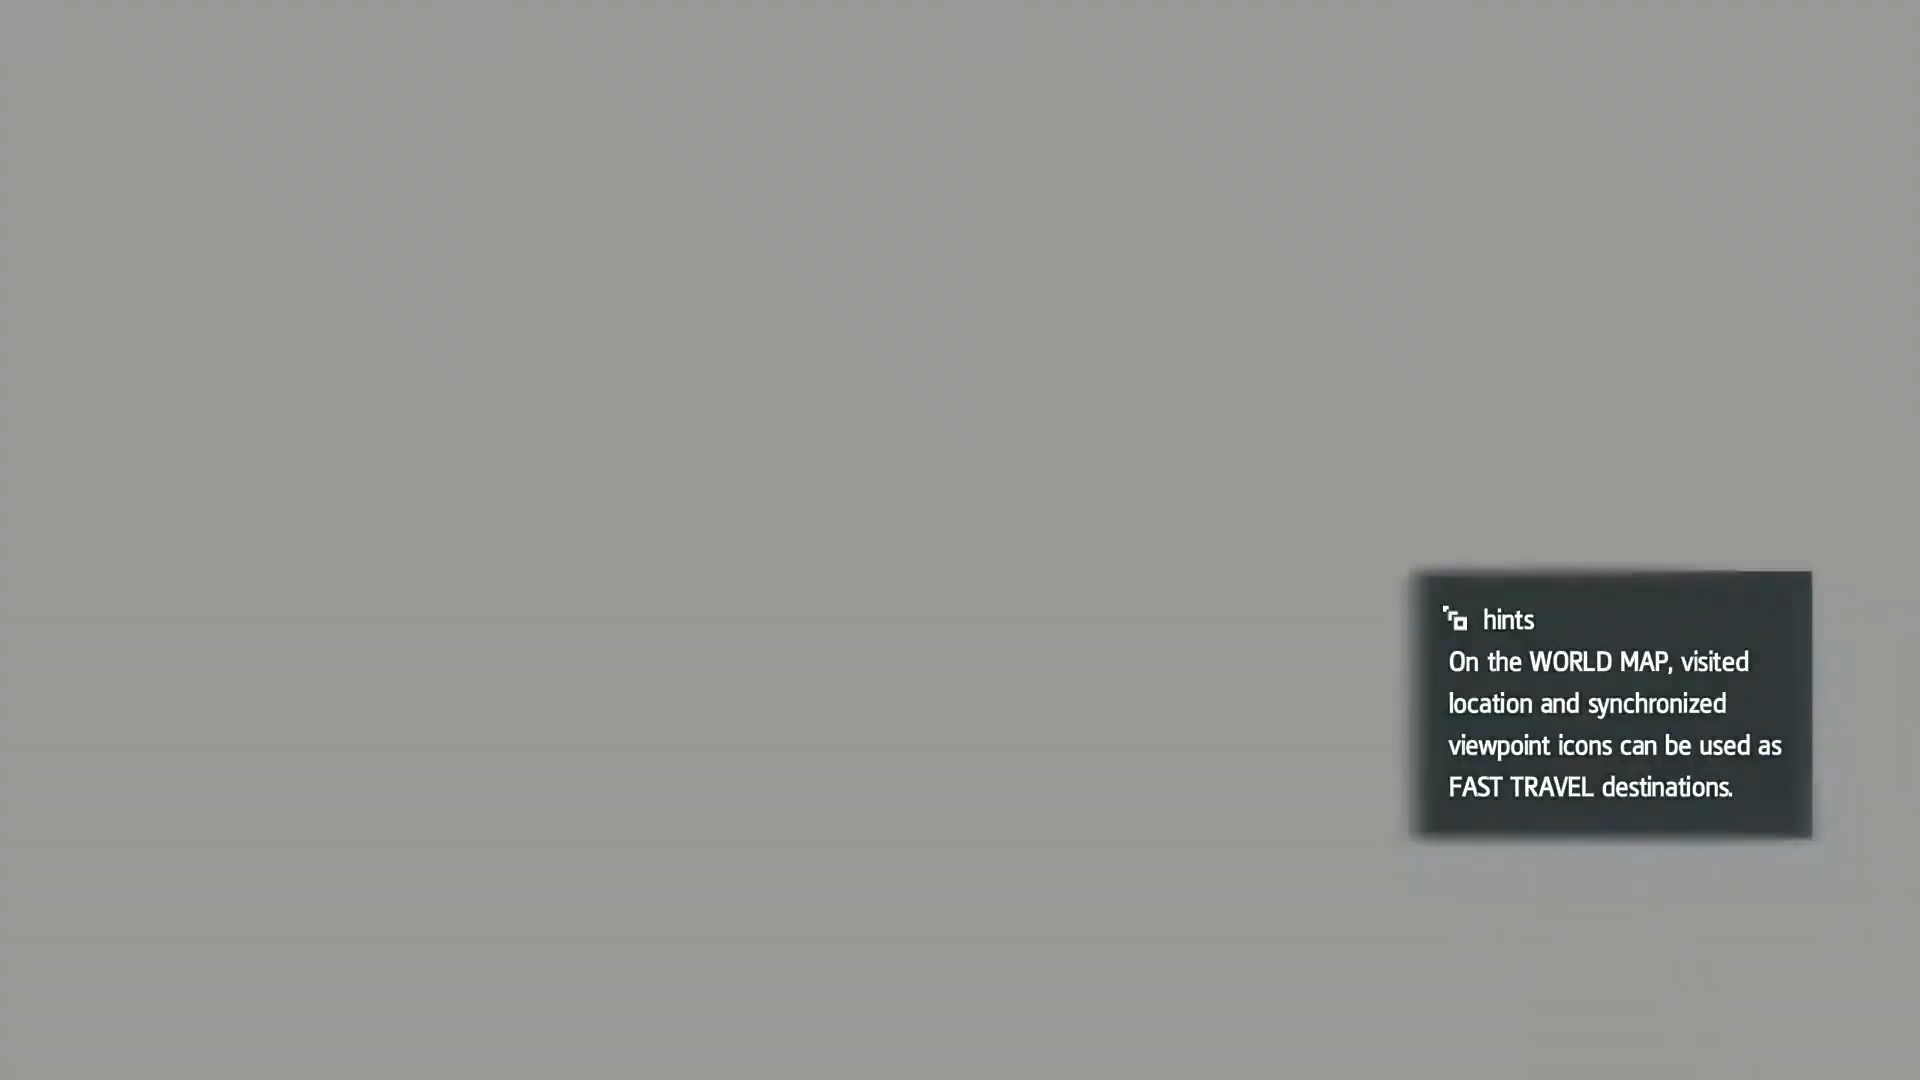 hints
On the WORLD MAP, visited
location and synchronized
viewpoint icons can be used as
FAST TRAVEL destinations.